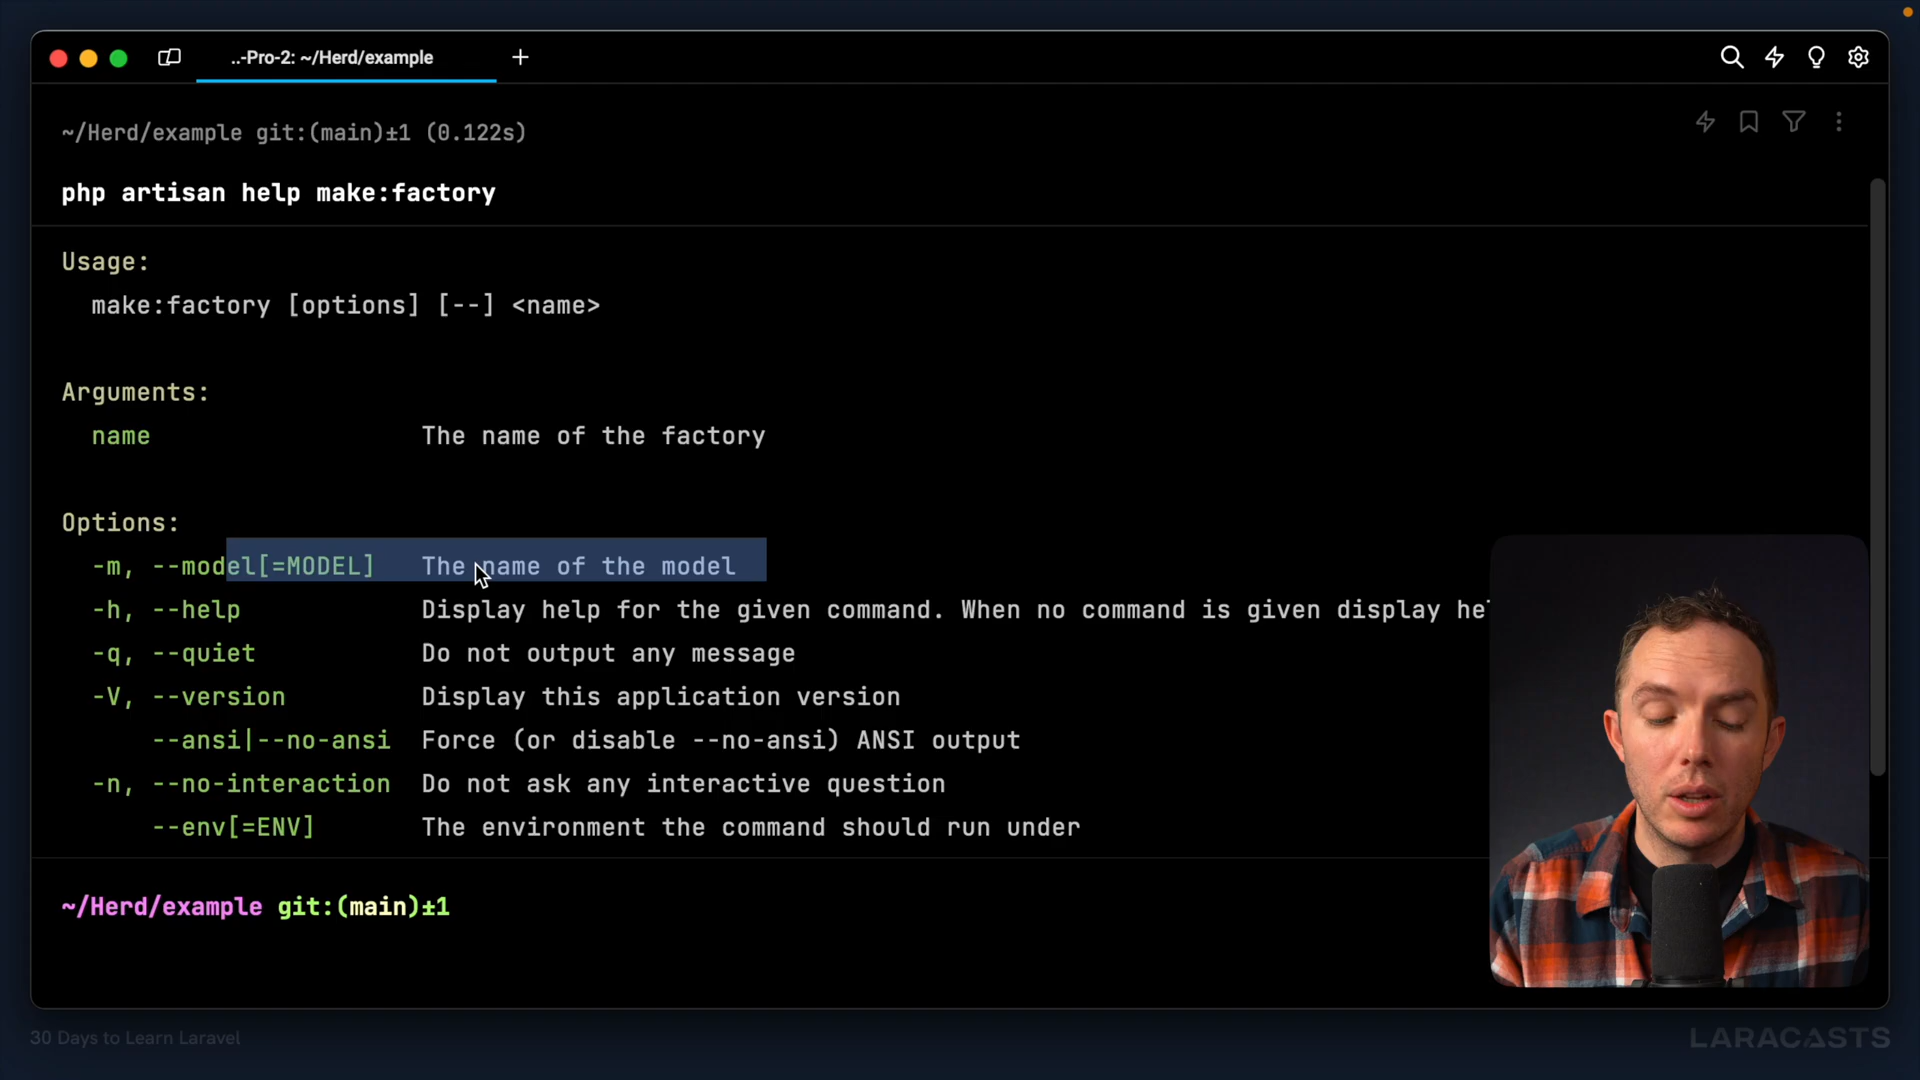 ..-Pro-2: ~/Herd/example
~/Herd/example git:(main)±1 (0.122s)
php artisan help make:factory
Usage:
make:factory [options] [--] <name>
Arguments:
name The name of the factory
Options:
-m, --model[=MODEL] The name of the model
-h, --help Display help for the given command. When no command is given display
-q, --quiet Do not output any message
-V, --version Display this application version
--ansi|--no-ansi Force (or disable --no-ansi) ANSI output
-n, --no-interaction Do not ask any interactive question
--env[=ENV] The environment the command should run under
~/Herd/example git:(main)±1
30 Days to Learn Laravel
LARACASTS